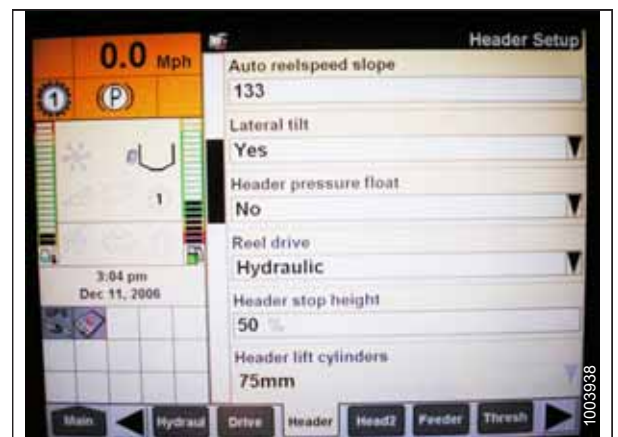 0.0 Mph
Header Setup
1
(P)
Auto reelspeed slope
133
Lateral tilt
Yes
1
Header pressure float
No
Reel drive
Hydraulic
3:04 pm
Dec 11, 2006
Header stop height
50 %
GPS
Header lift cylinders
75mm
Main
Hydraul
Drive
Header
Head2
Feeder
Thresh
1003938